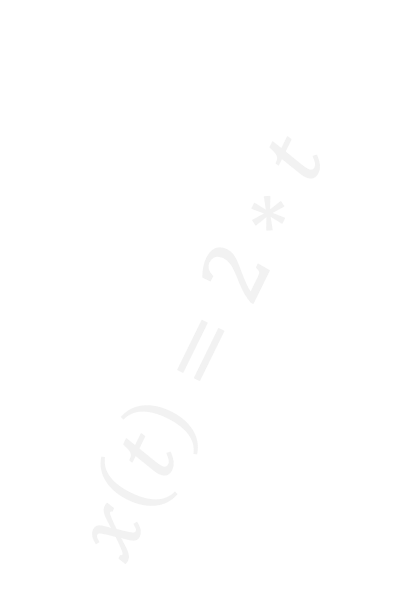 x(t) = 2 * t